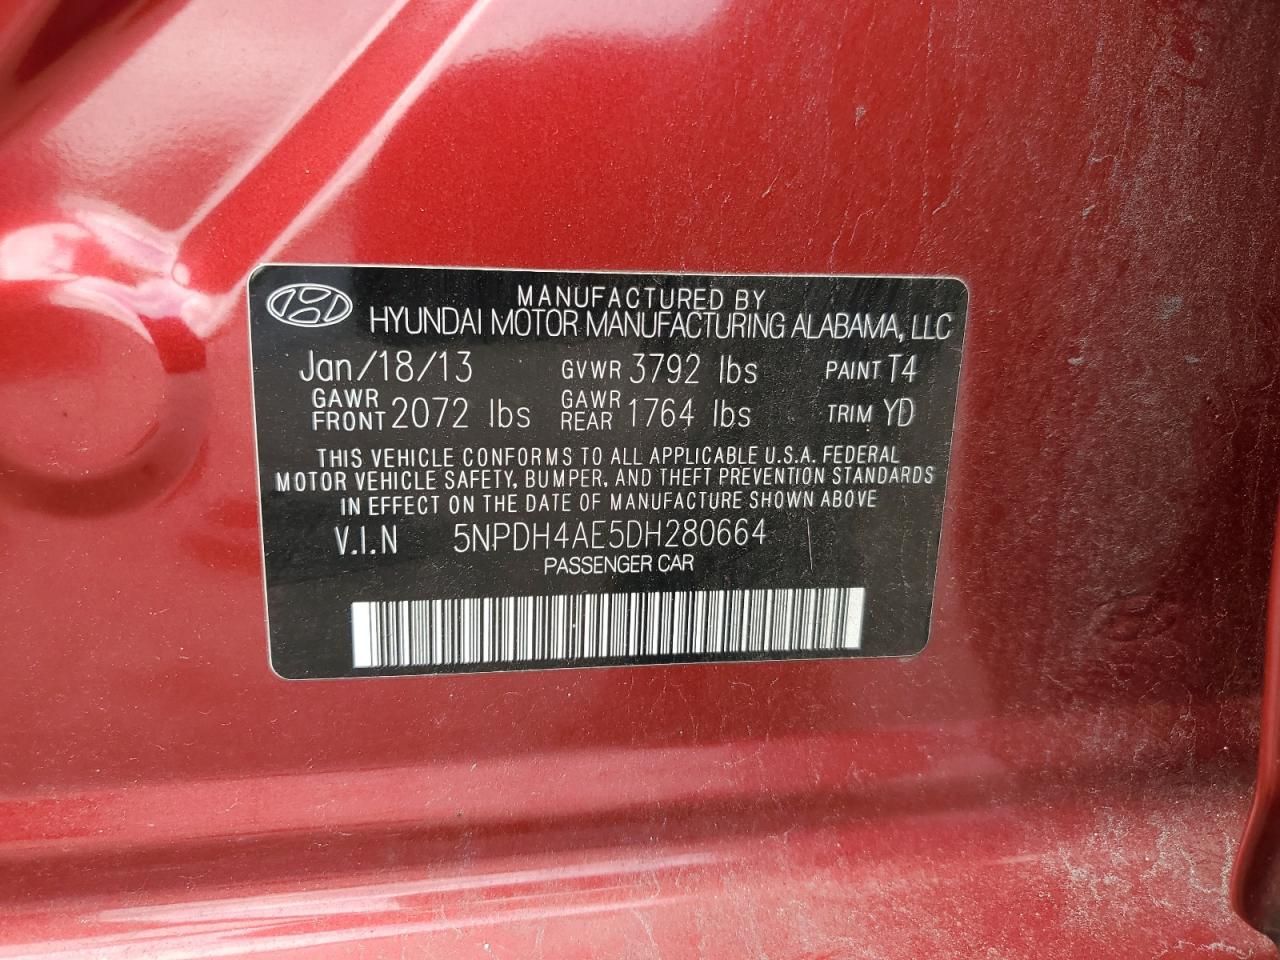 MANUFACTURED BY
HYUNDAI MOTOR MANUFACTURING ALABAMA, LLC
Jan/18/13 GVWR 3792 lbs PAINT T4
GAWR FRONT 2072 lbs GAWR REAR 1764 lbs TRIM YD
THIS VEHICLE CONFORMS TO ALL APPLICABLE U.S.A. FEDERAL
MOTOR VEHICLE SAFETY, BUMPER, AND THEFT PREVENTION STANDARDS
IN EFFECT ON THE DATE OF MANUFACTURE SHOWN ABOVE
V.I.N 5NPDH4AE5DH280664
PASSENGER CAR